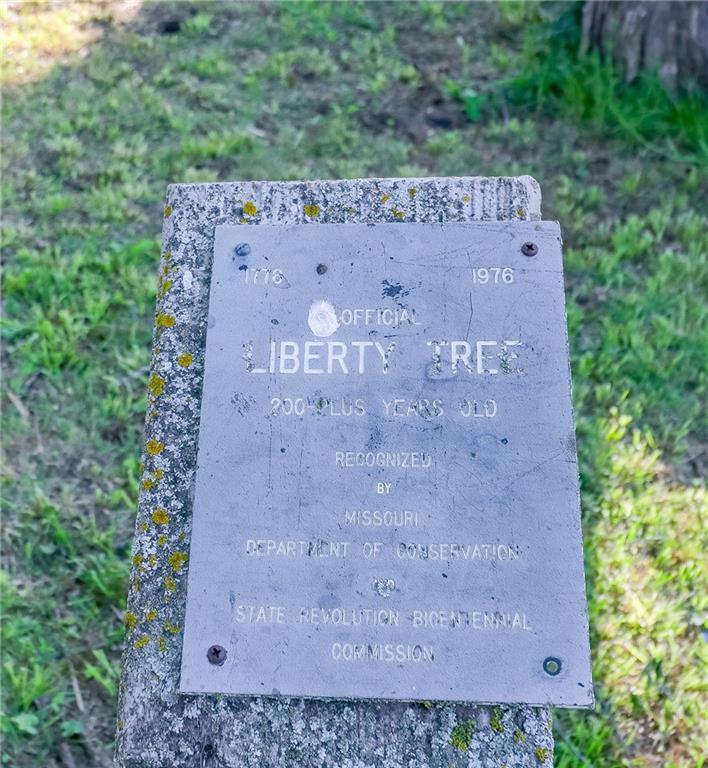 1776 1976
OFFICIAL
LIBERTY TREE
200 PLUS YEARS OLD
RECOGNIZED
BY
MISSOURI
DEPARTMENT OF CONSERVATION
AND
STATE REVOLUTION BICENTENNIAL
COMMISSION